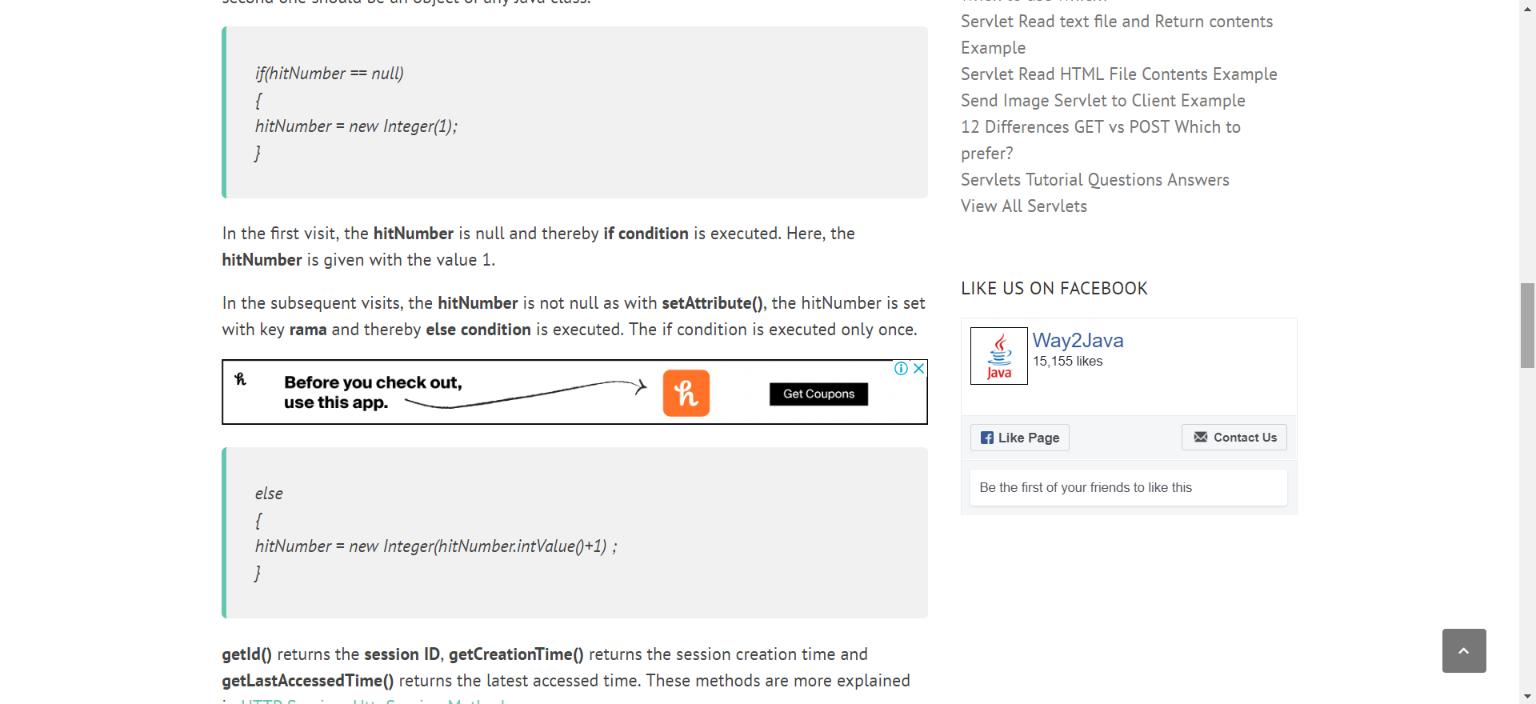 second one should be an object of any Java class.
if(hitNumber == null)
{
hitNumber = new Integer(1);
}
In the first visit, the hitNumber is null and thereby if condition is executed. Here, the
hitNumber is given with the value 1.
In the subsequent visits, the hitNumber is not null as with setAttribute(), the hitNumber is set
with key rama and thereby else condition is executed. The if condition is executed only once.
Before you check out,
use this app.
Get Coupons
else
{
hitNumber = new Integer(hitNumber.intValue()+1) ;
}
getId() returns the session ID, getCreationTime() returns the session creation time and
getLastAccessedTime() returns the latest accessed time. These methods are more explained
Servlet Read text file and Return contents
Example
Servlet Read HTML File Contents Example
Send Image Servlet to Client Example
12 Differences GET vs POST Which to
prefer?
Servlets Tutorial Questions Answers
View All Servlets
LIKE US ON FACEBOOK
Java
Way2Java
15,155 likes
Like Page
Contact Us
Be the first of your friends to like this